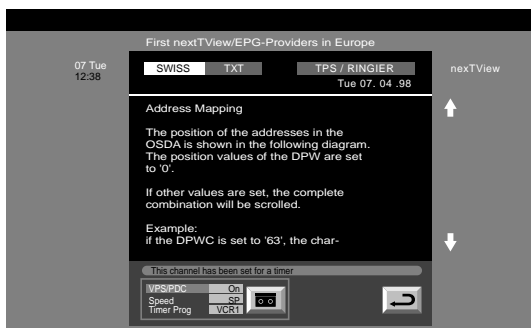 First nextTView/EPG-Providers in Europe
07 Tue
12:38
SWISS TXT TPS / RINGIER
nexTView
Tue 07. 04 .98
Address Mapping
The position of the addresses in the
OSDA is shown in the following diagram.
The position values of the DPW are set
to '0'.
If other values are set, the complete
combination will be scrolled.
Example:
if the DPWC is set to '63', the char-
This channel has been set for a timer
VPS/PDC On
Speed SP
Timer Prog VCR1